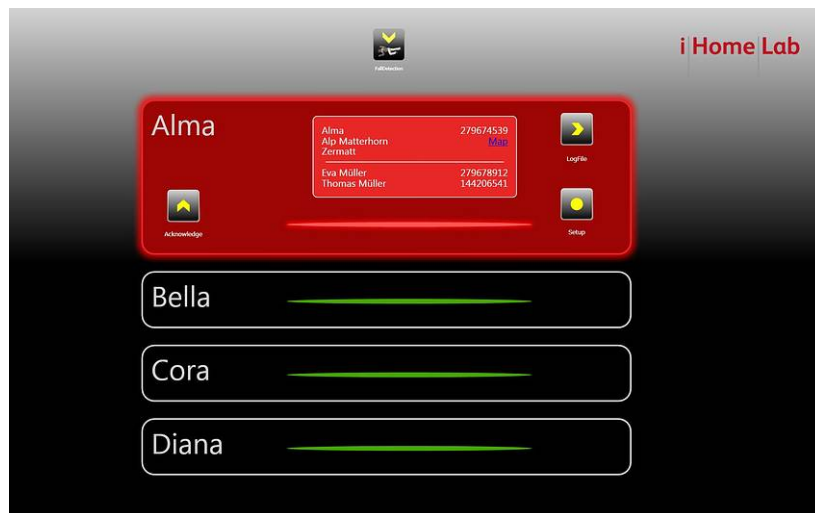 FallDetection
i Home Lab
Alma
Alma 279674539
Alp Matterhorn Map
Zermatt
Eva Müller 279678912
Thomas Müller 144206541
LogFile
Acknowledge
Setup
Bella
Cora
Diana